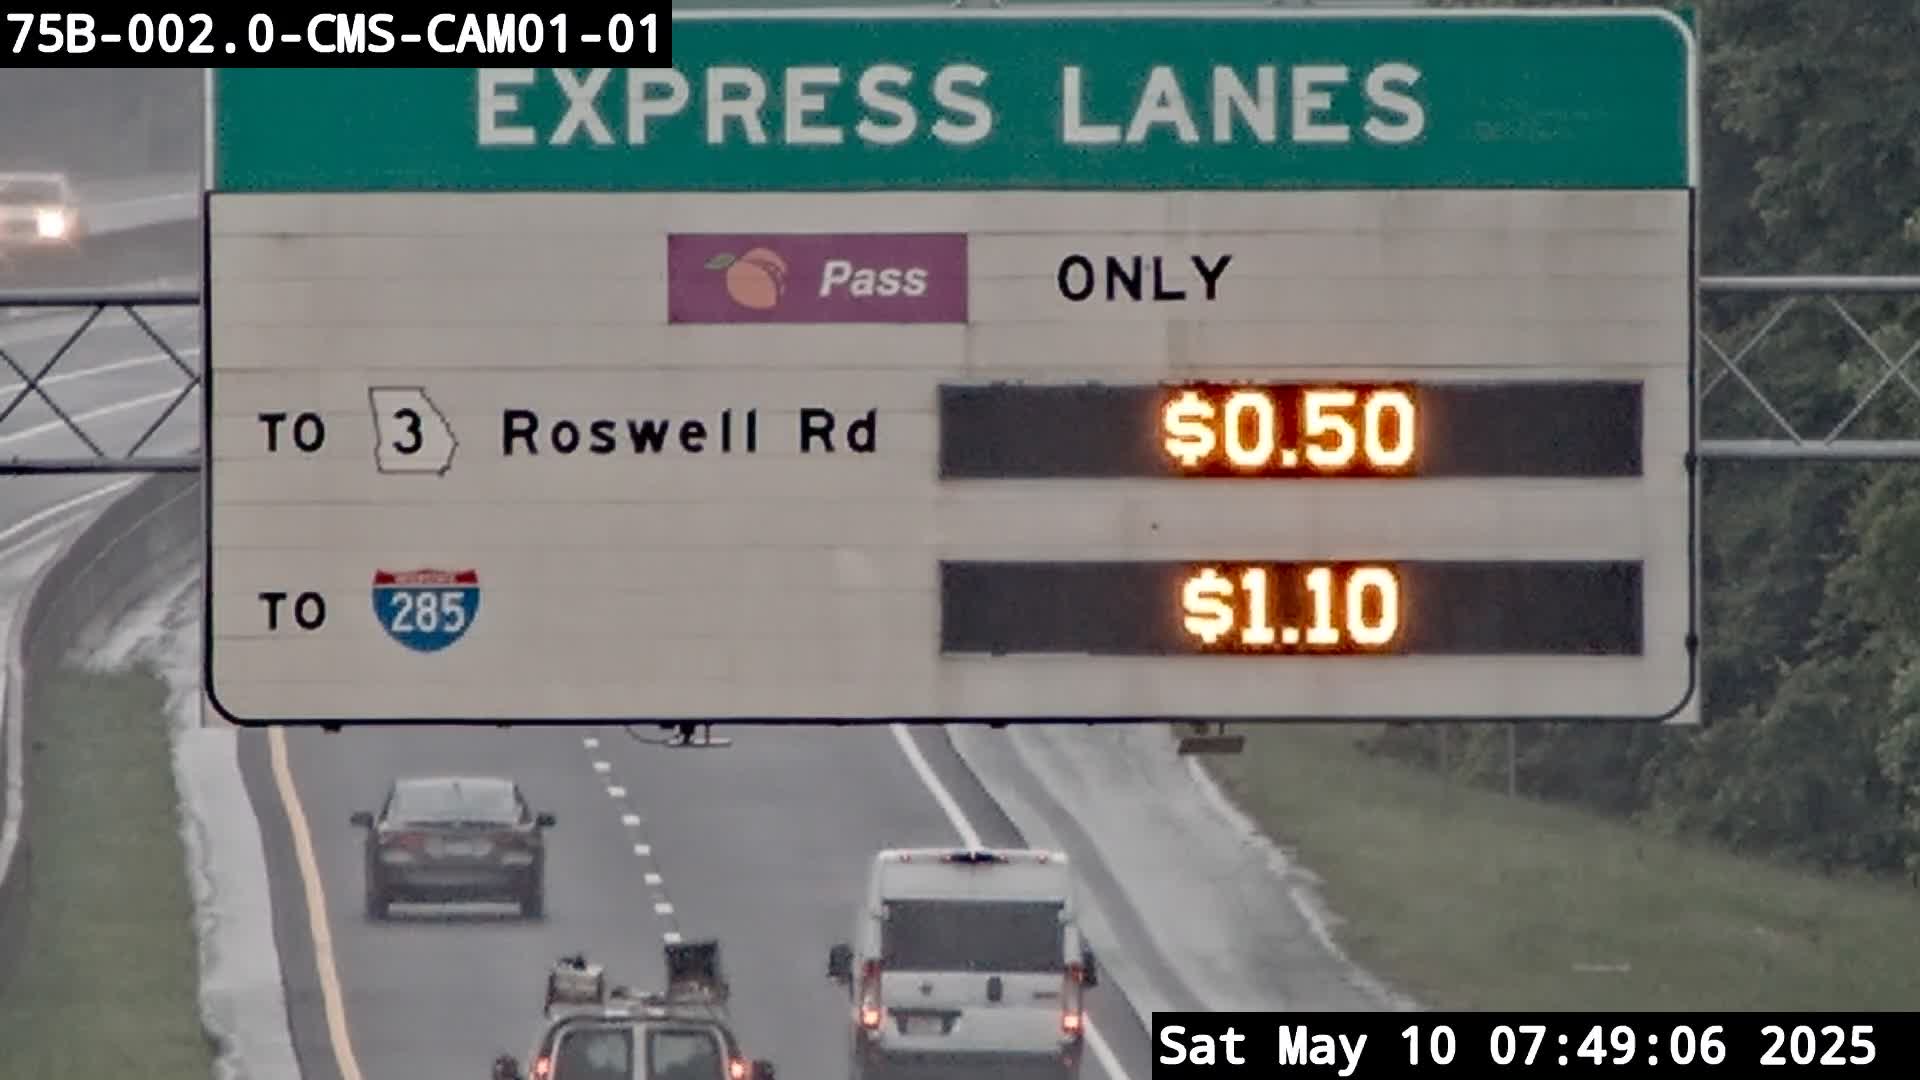 75B-002.0-CMS-CAM01-01
EXPRESS LANES
Pass ONLY
TO 3 Roswell Rd $0.50
TO 285 $1.10
Sat May 10 07:49:06 2025